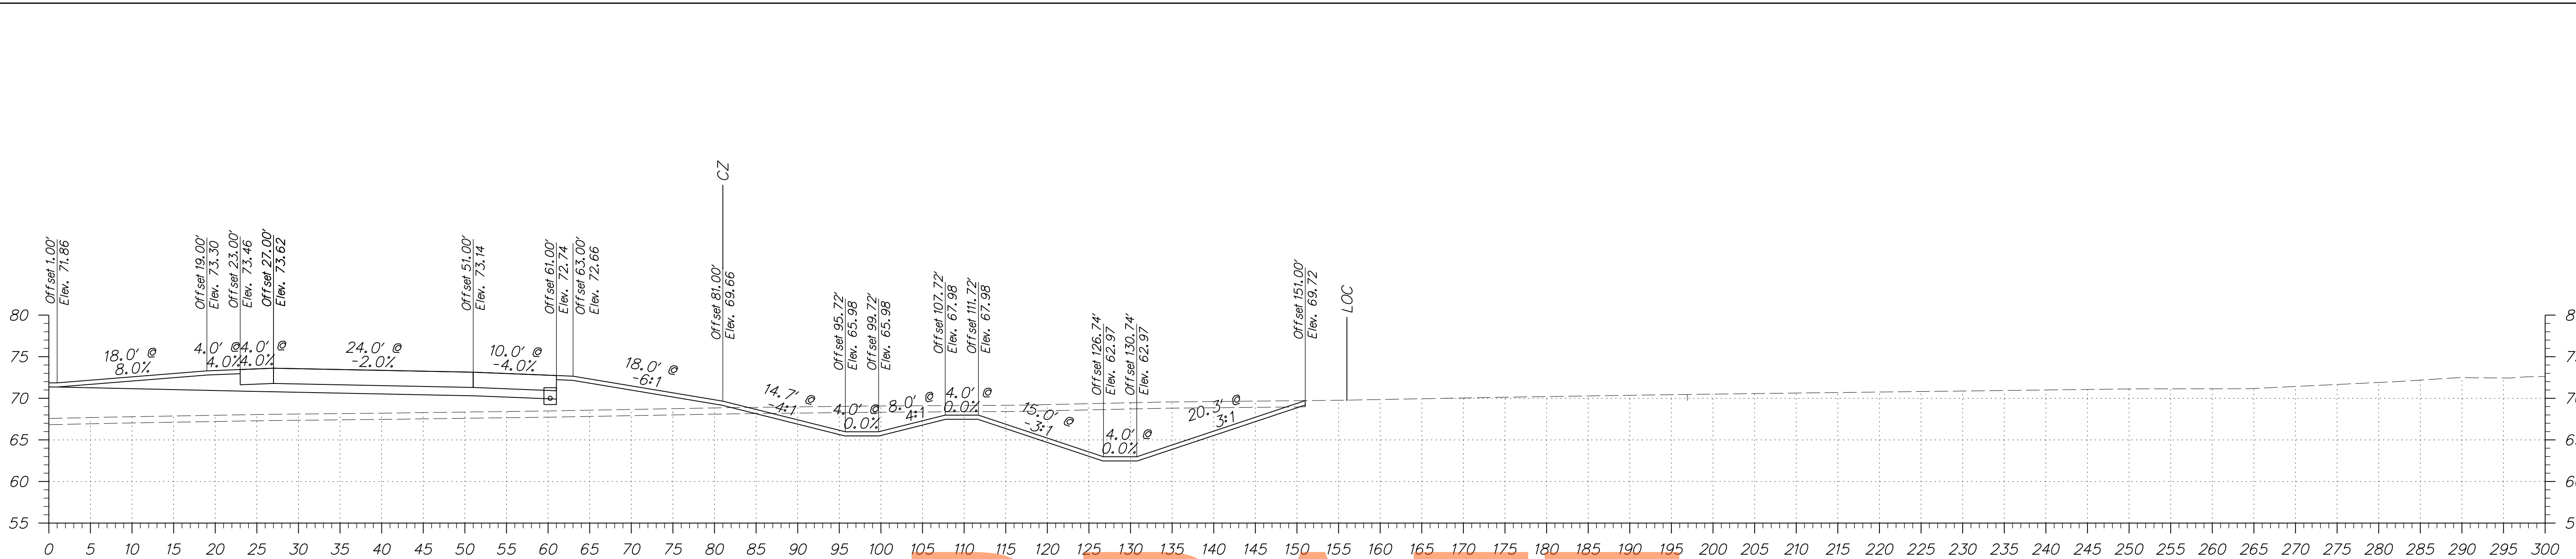 CZ
LOC
Offset 1.00'
Elev. 71.86
Offset 19.00'
Elev. 73.30
Offset 23.00'
Elev. 73.46
Offset 27.00'
Elev. 73.62
Offset 51.00'
Elev. 73.14
Offset 61.00'
Elev. 72.74
Offset 63.00'
Elev. 72.66
Offset 81.00'
Elev. 69.66
Offset 95.72'
Elev. 65.98
Offset 99.72'
Elev. 65.98
Offset 107.72'
Elev. 67.98
Offset 111.72'
Elev. 67.98
Offset 126.74'
Elev. 62.97
Offset 130.74'
Elev. 62.97
Offset 151.00'
Elev. 69.72
18.0' @
8.0%
4.0' @
4.0%
4.0' @
4.0%
24.0' @
-2.0%
10.0' @
-4.0%
18.0' @
-6:1
14.7' @
-4:1
4.0' @
0.0%
8.0' @
4:1
4.0' @
0.0%
15.0' @
-3:1
4.0' @
0.0%
20.3' @
3:1
80
75
70
65
60
55
0 5 10 15 20 25 30 35 40 45 50 55 60 65 70 75 80 85 90 95 100 105 110 115 120 125 130 135 140 145 150 155 160 165 170 175 180 185 190 195 200 205 210 215 220 225 230 235 240 245 250 255 260 265 270 275 280 285 290 295 300